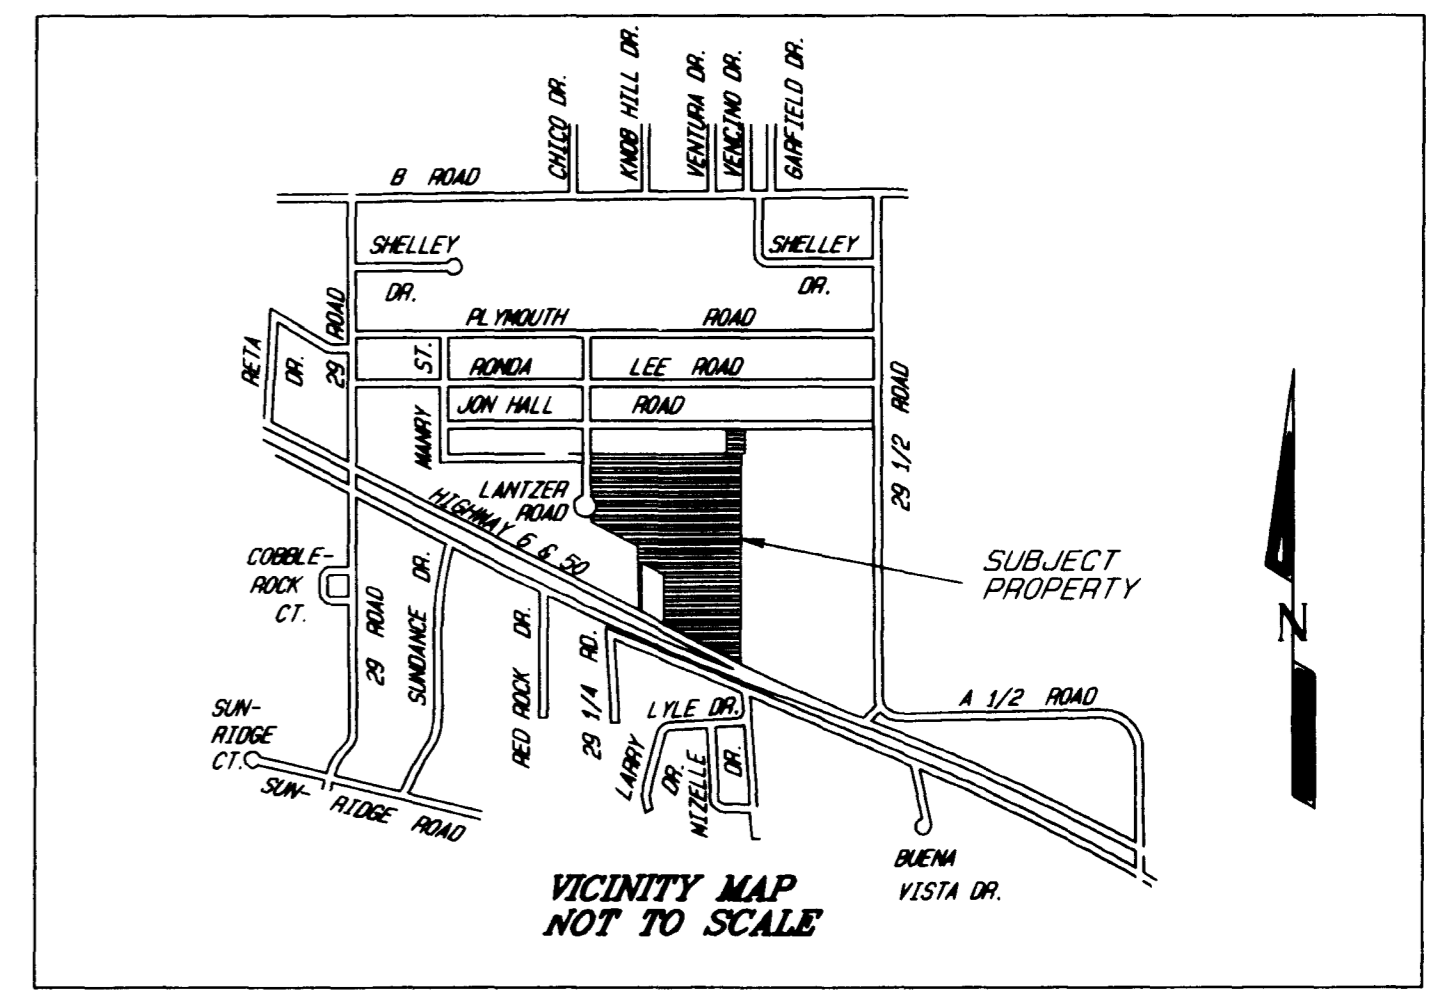 CHICO DR.
KNOB HILL DR.
VENTURA DR.
VENCINO DR.
GARFIELD DR.
B ROAD
SHELLEY
DR.
SHELLEY
DR.
PLYMOUTH ROAD
RETA
DR.
29 ROAD
MANRY ST.
RONDA LEE ROAD
JON HALL ROAD
29 1/2 ROAD
LANTZER
ROAD
HIGHWAY 6 & 50
SUBJECT
PROPERTY
N
COBBLE-
ROCK
CT.
29 ROAD
SUNDANCE DR.
RED ROCK DR.
29 1/4 RD.
LYLE DR.
LARRY
DR.
MIZELLE
DR.
A 1/2 ROAD
SUN-
RIDGE
CT.
SUN- RIDGE ROAD
BUENA
VISTA DR.
VICINITY MAP
NOT TO SCALE